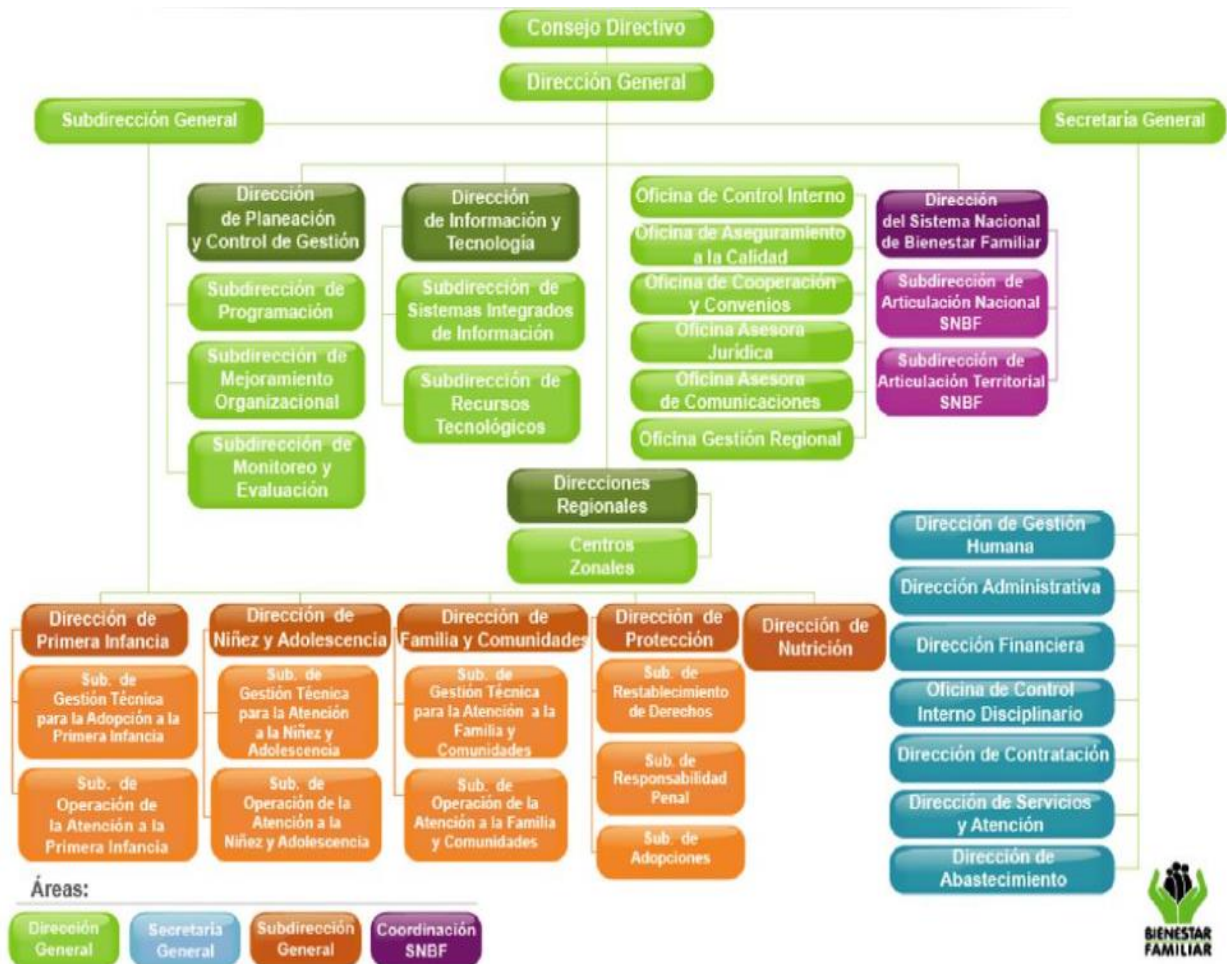 Consejo Directivo
Dirección General
Subdirección General
Secretaria General
Dirección
de Planeación
y Control de Gestión
Subdirección de
Programación
Subdirección de
Mejoramiento
Organizacional
Subdirección de
Monitoreo y
Evaluación
Dirección
de Información y
Tecnología
Subdirección de
Sistemas Integrados
de Información
Subdirección de
Recursos
Tecnológicos
Oficina de Control Interno
Oficina de Aseguramiento
a la Calidad
Oficina de Cooperación
y Convenios
Oficina Asesora
Jurídica
Oficina Asesora
de Comunicaciones
Oficina Gestión Regional
Dirección
del Sistema Nacional
de Bienestar Familiar
Subdirección de
Articulación Nacional
SNBF
Subdirección de
Articulación Territorial
SNBF
Direcciones
Regionales
Centros
Zonales
Dirección de
Primera Infancia
Sub. de
Gestión Técnica
para la Adopción a la
Primera Infancia
Sub. de
Operación de
la Atención a la
Primera Infancia
Dirección de
Niñez y Adolescencia
Sub. de
Gestión Técnica
para la Atención
a la Niñez y
Adolescencia
Sub. de
Operación de la
Atención a la
Niñez y Adolescencia
Dirección de
Familia y Comunidades
Sub. de
Gestión Técnica
para la Atención a la
Familia y
Comunidades
Sub. de
Operación de la
Atención a la Familia
y Comunidades
Dirección de
Protección
Sub. de
Restablecimiento
de Derechos
Sub. de
Responsabilidad
Penal
Sub. de
Adopciones
Dirección de
Nutrición
Dirección de Gestión
Humana
Dirección Administrativa
Dirección Financiera
Oficina de Control
Interno Disciplinario
Dirección de Contratación
Dirección de Servicios
y Atención
Dirección de
Abastecimiento
Áreas:
Dirección
General
Secretaria
General
Subdirección
General
Coordinación
SNBF
BIENESTAR
FAMILIAR